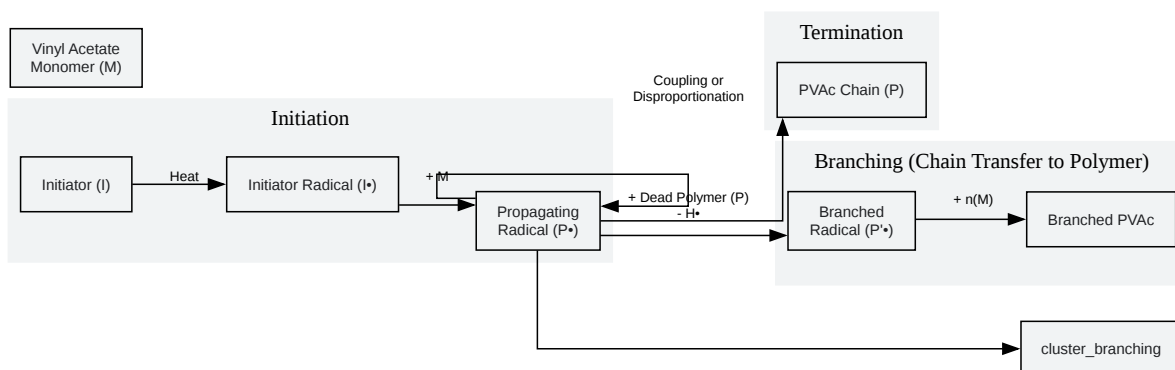 Vinyl Acetate
Monomer (M)
Initiation
Initiator (I)
Heat
Initiator Radical (I•)
+ M
Propagating
Radical (P•)
Coupling or
Disproportionation
Termination
PVAc Chain (P)
+ Dead Polymer (P)
- H•
Branching (Chain Transfer to Polymer)
Branched
Radical (P'•)
+ n(M)
Branched PVAc
cluster_branching